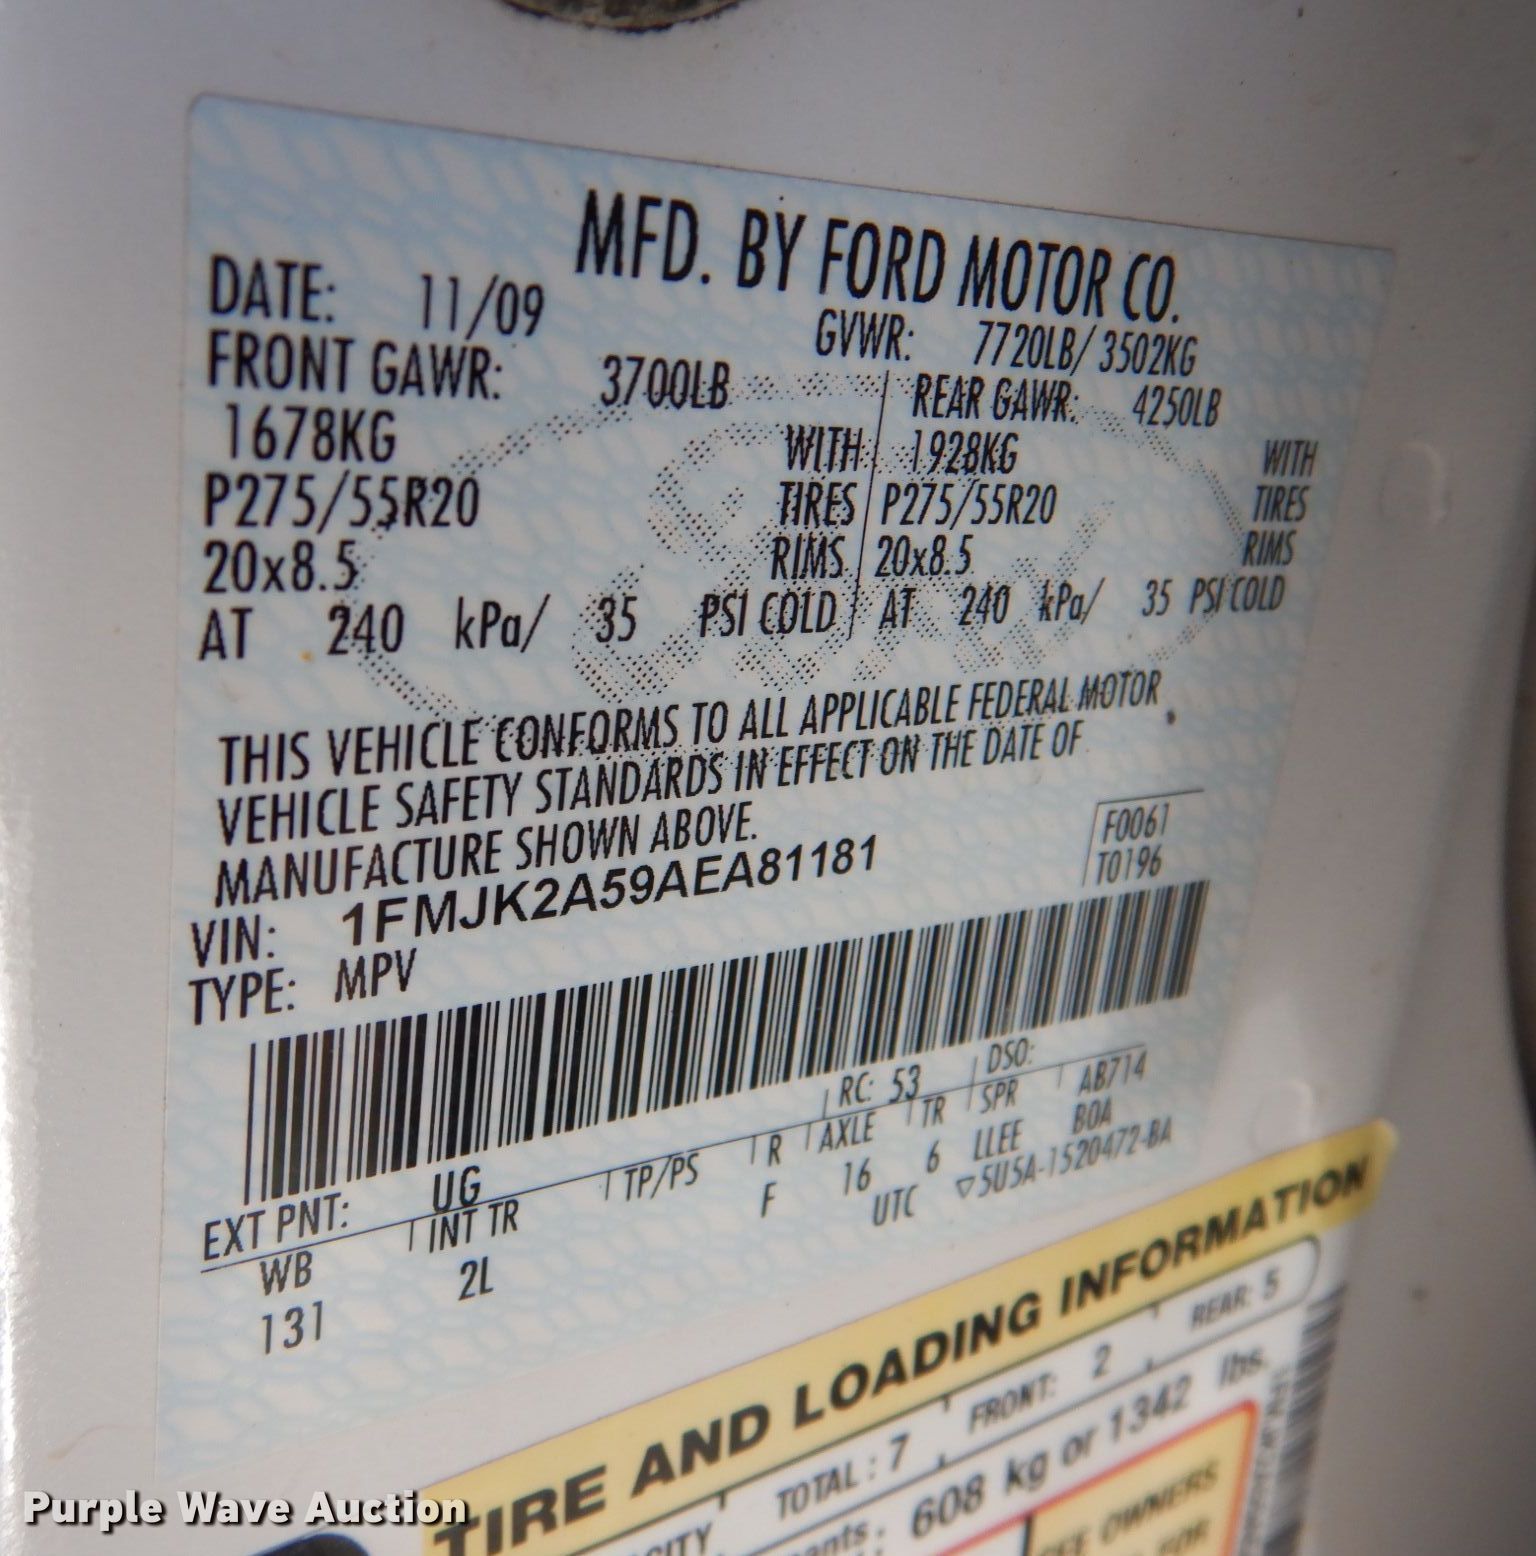 MFD. BY FORD MOTOR CO.
DATE: 11/09
GVWR: 7720LB/ 3502KG
FRONT GAWR: 3700LB
REAR GAWR: 4250LB
1678KG WITH
1928KG WITH
P275/55R20 TIRES
P275/55R20 TIRES
20x8.5 RIMS
20x8.5 RIMS
AT 240 kPa/ 35 PSI COLD
AT 240 kPa/ 35 PSI COLD
THIS VEHICLE CONFORMS TO ALL APPLICABLE FEDERAL MOTOR
VEHICLE SAFETY STANDARDS IN EFFECT ON THE DATE OF
MANUFACTURE SHOWN ABOVE.
F0061
T0196
VIN: 1FMJK2A59AEA81181
TYPE: MPV
EXT PNT: UG RC: 53 DSO: AB714
WB INT TR TP/PS R AXLE TR SPR BOA
131 2L F 16 6 LLEE
UTC ▽5U5A-1520472-BA
TIRE AND LOADING INFORMATION
TOTAL: 7 FRONT: 2 REAR: 5
608 kg or 1342 lbs.
OWNERS
FOR
Purple Wave Auction